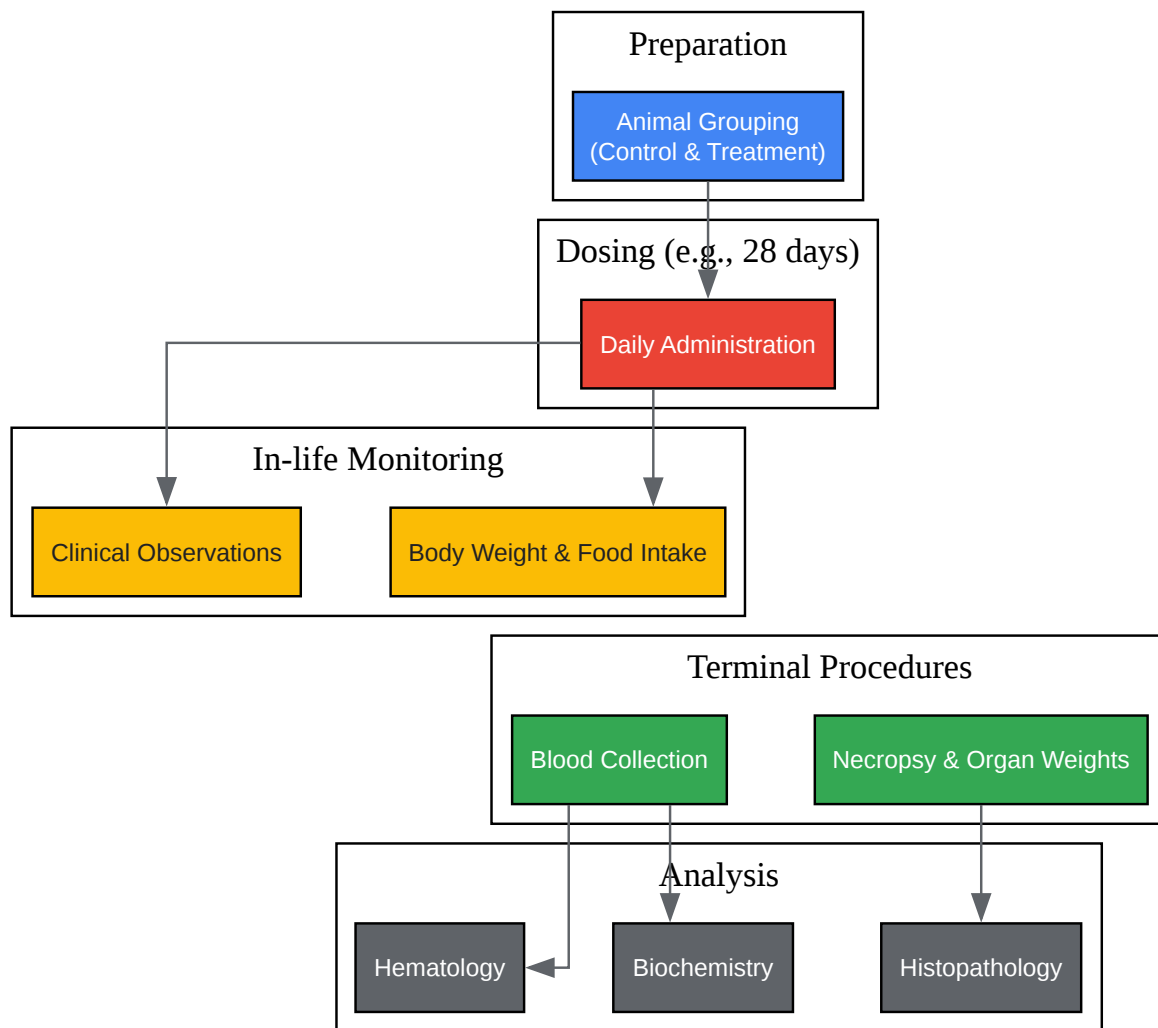 Preparation
Animal Grouping
(Control & Treatment)
Dosing (e.g., 28 days)
Daily Administration
In-life Monitoring
Clinical Observations
Body Weight & Food Intake
Terminal Procedures
Blood Collection
Necropsy & Organ Weights
Analysis
Hematology
Biochemistry
Histopathology